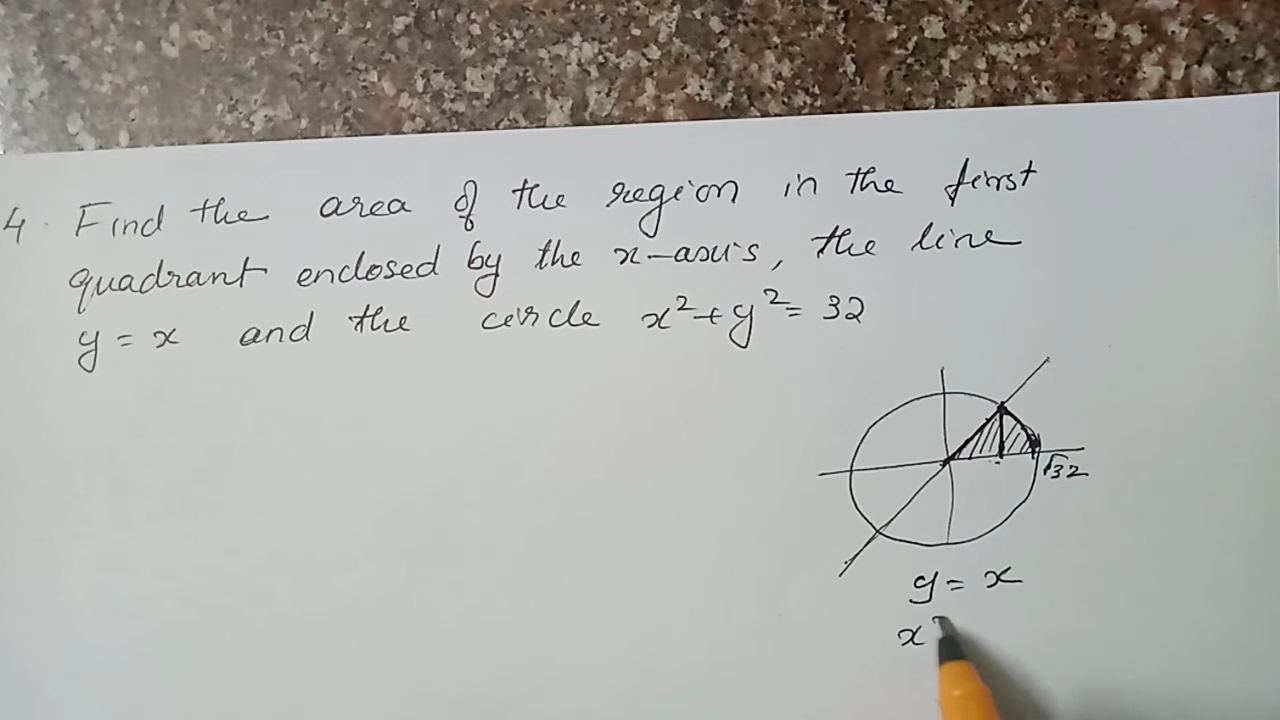 4. Find the area of the region in the first
quadrant enclosed by the x-axis, the line
y = x and the circle x²+y²= 32
√32
y = x
x²